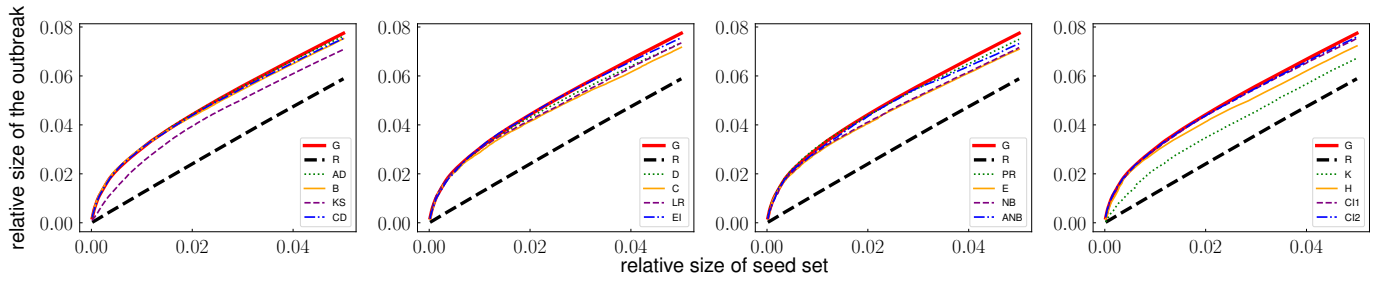 relative size of the outbreak
0.08
0.06
0.04
0.02
0.00
0.00
0.02
0.04
G
R
AD
B
KS
CD
0.08
0.06
0.04
0.02
0.00
0.00
0.02
0.04
G
R
D
C
LR
EI
0.08
0.06
0.04
0.02
0.00
0.00
0.02
0.04
G
R
PR
E
NB
ANB
0.08
0.06
0.04
0.02
0.00
0.00
0.02
0.04
G
R
K
H
CI1
CI2
relative size of seed set